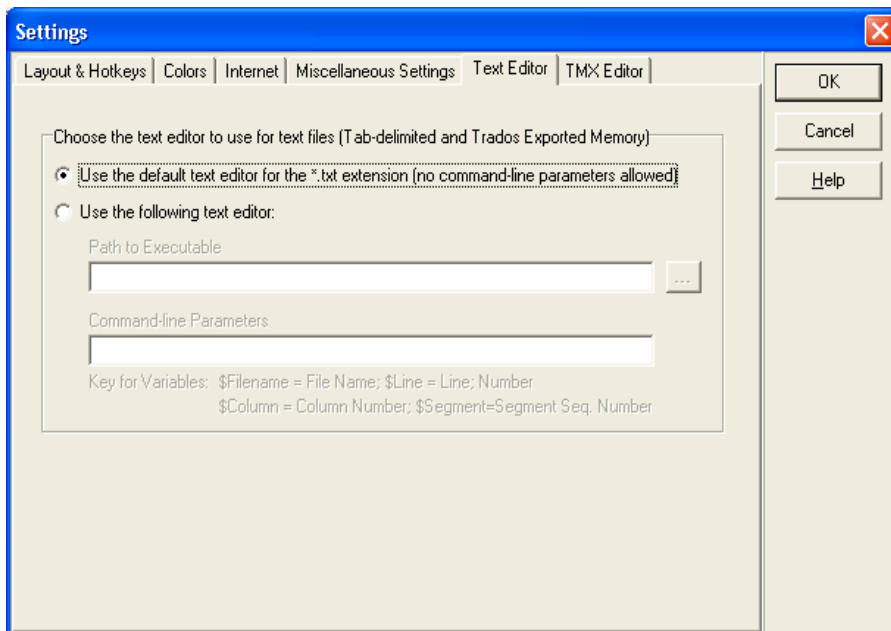 Settings
Layout & Hotkeys
Colors
Internet
Miscellaneous Settings
Text Editor
TMX Editor
OK
Cancel
Help
Choose the text editor to use for text files (Tab-delimited and Trados Exported Memory)
Use the default text editor for the *.txt extension (no command-line parameters allowed)
Use the following text editor:
Path to Executable
...
Command-line Parameters
Key for Variables: $Filename = File Name; $Line = Line; Number
$Column = Column Number; $Segment=Segment Seq. Number